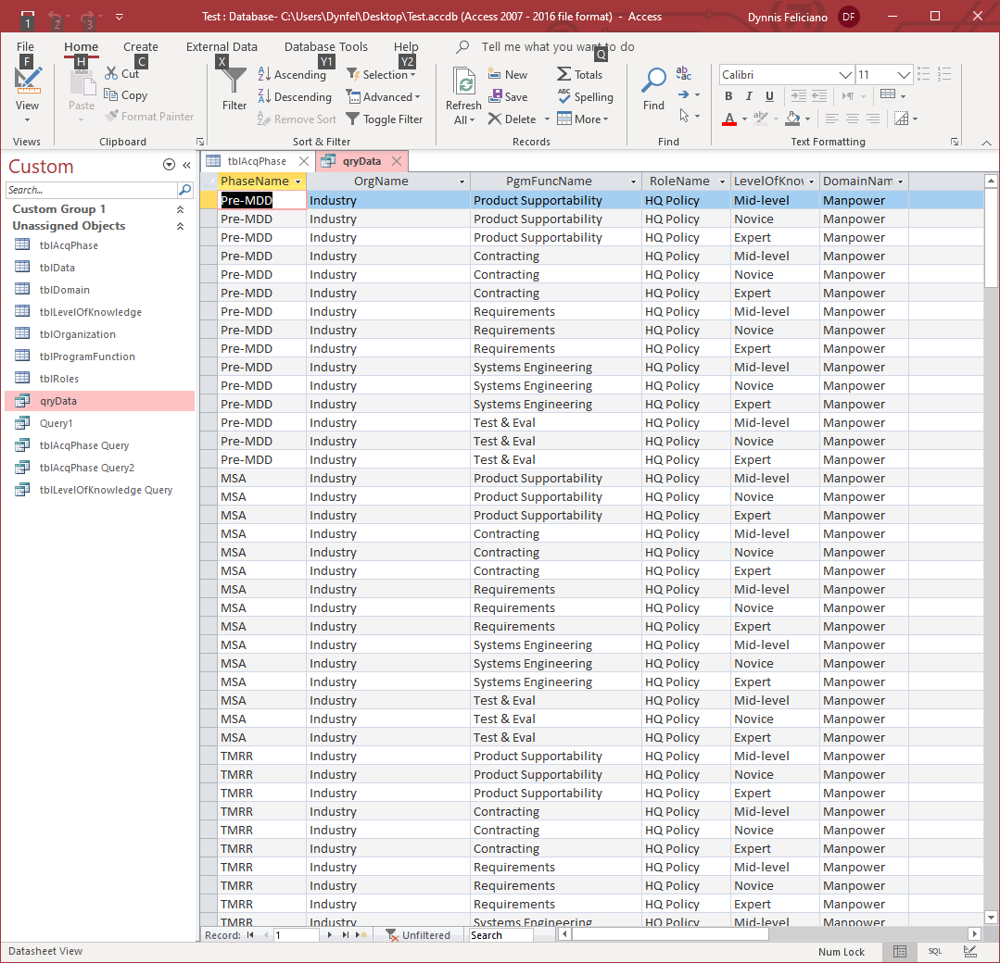 1 2 3 Test : Database- C:\Users\Dynfel\Desktop\Test.accdb (Access 2007 - 2016 file format) - Access Dynnis Feliciano DF
File Home Create External Data Database Tools Help Tell me what you want to do
F H C X Y1 Y2 Q
View
Views
Paste
Cut
Copy
Format Painter
Clipboard
Filter
Ascending
Descending
Remove Sort
Selection
Advanced
Toggle Filter
Sort & Filter
Refresh
All
New
Save
Delete
Totals
Spelling
More
Records
Find
Find
Calibri 11
B I U
Text Formatting
Custom
Search...
Custom Group 1
Unassigned Objects
tblAcqPhase
tblData
tblDomain
tblLevelOfKnowledge
tblOrganization
tblProgramFunction
tblRoles
qryData
Query1
tblAcqPhase Query
tblAcqPhase Query2
tblLevelOfKnowledge Query
tblAcqPhase qryData
PhaseName OrgName PgmFuncName RoleName LevelOfKnov DomainNam
Pre-MDD Industry Product Supportability HQ Policy Mid-level Manpower
Pre-MDD Industry Product Supportability HQ Policy Novice Manpower
Pre-MDD Industry Product Supportability HQ Policy Expert Manpower
Pre-MDD Industry Contracting HQ Policy Mid-level Manpower
Pre-MDD Industry Contracting HQ Policy Novice Manpower
Pre-MDD Industry Contracting HQ Policy Expert Manpower
Pre-MDD Industry Requirements HQ Policy Mid-level Manpower
Pre-MDD Industry Requirements HQ Policy Novice Manpower
Pre-MDD Industry Requirements HQ Policy Expert Manpower
Pre-MDD Industry Systems Engineering HQ Policy Mid-level Manpower
Pre-MDD Industry Systems Engineering HQ Policy Novice Manpower
Pre-MDD Industry Systems Engineering HQ Policy Expert Manpower
Pre-MDD Industry Test & Eval HQ Policy Mid-level Manpower
Pre-MDD Industry Test & Eval HQ Policy Novice Manpower
Pre-MDD Industry Test & Eval HQ Policy Expert Manpower
MSA Industry Product Supportability HQ Policy Mid-level Manpower
MSA Industry Product Supportability HQ Policy Novice Manpower
MSA Industry Product Supportability HQ Policy Expert Manpower
MSA Industry Contracting HQ Policy Mid-level Manpower
MSA Industry Contracting HQ Policy Novice Manpower
MSA Industry Contracting HQ Policy Expert Manpower
MSA Industry Requirements HQ Policy Mid-level Manpower
MSA Industry Requirements HQ Policy Novice Manpower
MSA Industry Requirements HQ Policy Expert Manpower
MSA Industry Systems Engineering HQ Policy Mid-level Manpower
MSA Industry Systems Engineering HQ Policy Novice Manpower
MSA Industry Systems Engineering HQ Policy Expert Manpower
MSA Industry Test & Eval HQ Policy Mid-level Manpower
MSA Industry Test & Eval HQ Policy Novice Manpower
MSA Industry Test & Eval HQ Policy Expert Manpower
TMRR Industry Product Supportability HQ Policy Mid-level Manpower
TMRR Industry Product Supportability HQ Policy Novice Manpower
TMRR Industry Product Supportability HQ Policy Expert Manpower
TMRR Industry Contracting HQ Policy Mid-level Manpower
TMRR Industry Contracting HQ Policy Novice Manpower
TMRR Industry Contracting HQ Policy Expert Manpower
TMRR Industry Requirements HQ Policy Mid-level Manpower
TMRR Industry Requirements HQ Policy Novice Manpower
TMRR Industry Requirements HQ Policy Expert Manpower
TMRR Industry Systems Engineering HQ Policy Mid-level Manpower
Record: 1 Unfiltered Search
Datasheet View Num Lock SQL